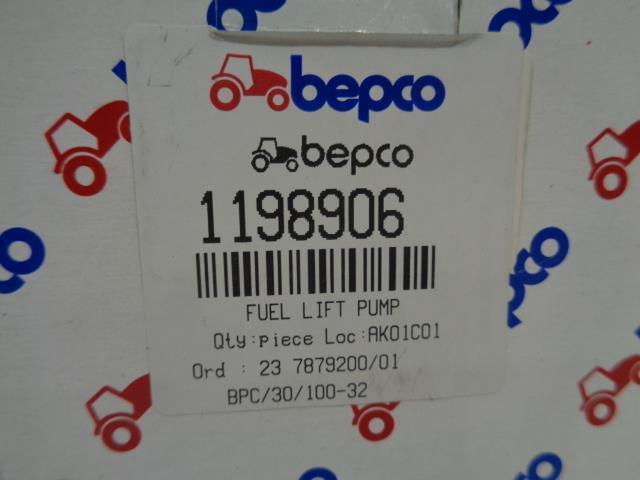 bepco
bepco
1198906
FUEL LIFT PUMP
Qty:piece Loc:AK01C01
Ord : 23 7879200/01
BPC/30/100-32